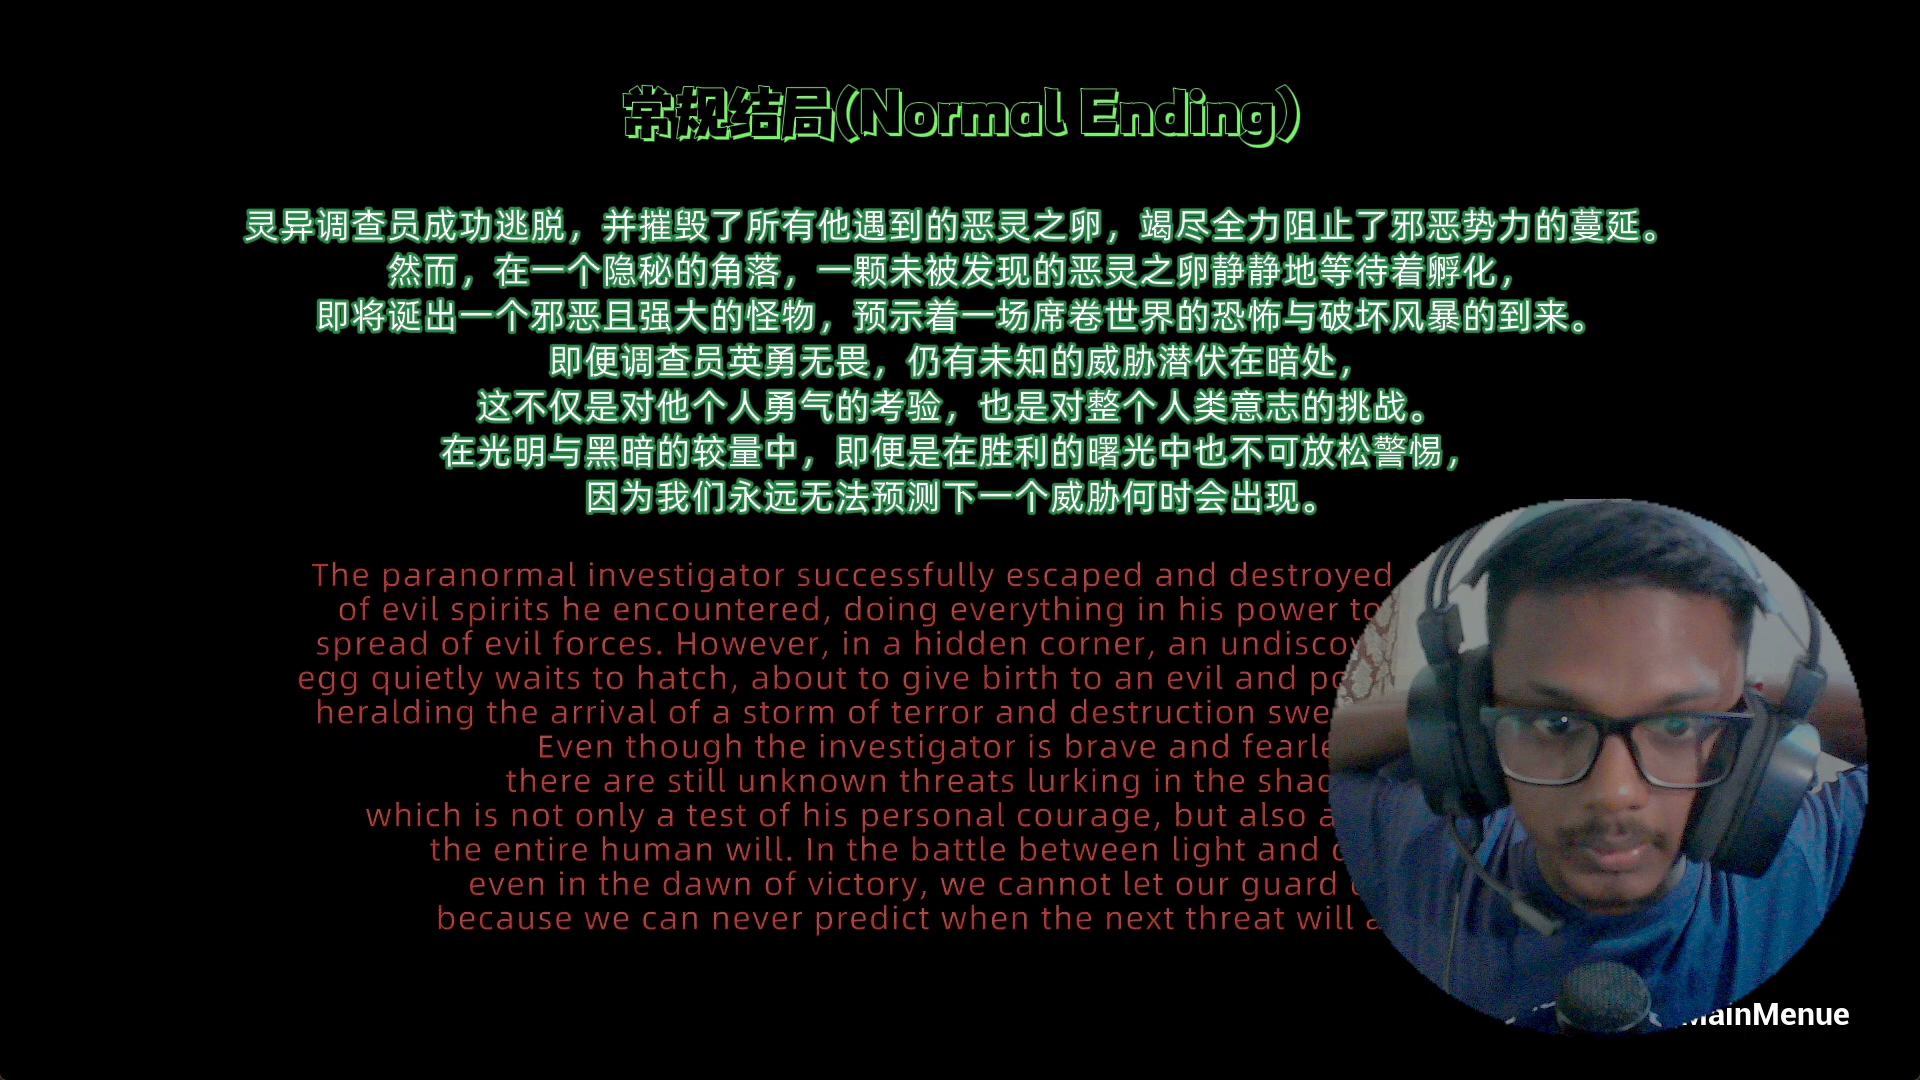 常规结局(Normal Ending)
灵异调查员成功逃脱，并摧毁了所有他遇到的恶灵之卵，竭尽全力阻止了邪恶势力的蔓延。
然而，在一个隐秘的角落，一颗未被发现的恶灵之卵静静地等待着孵化，
即将诞出一个邪恶且强大的怪物，预示着一场席卷世界的恐怖与破坏风暴的到来。
即便调查员英勇无畏，仍有未知的威胁潜伏在暗处，
这不仅是对他个人勇气的考验，也是对整个人类意志的挑战。
在光明与黑暗的较量中，即便是在胜利的曙光中也不可放松警惕，
因为我们永远无法预测下一个威胁何时会出现。
The paranormal investigator successfully escaped and destroyed
of evil spirits he encountered, doing everything in his power to
spread of evil forces. However, in a hidden corner, an
egg quietly waits to hatch, about to give birth to an evil and
heralding the arrival of a storm of terror and destruction
Even though the investigator is brave and
there are still unknown threats lurking in the
which is not only a test of his personal courage, but also a
the entire human will. In the battle between light and
even in the dawn of victory, we cannot let our guard
because we can never predict when the next threat will
MainMenue